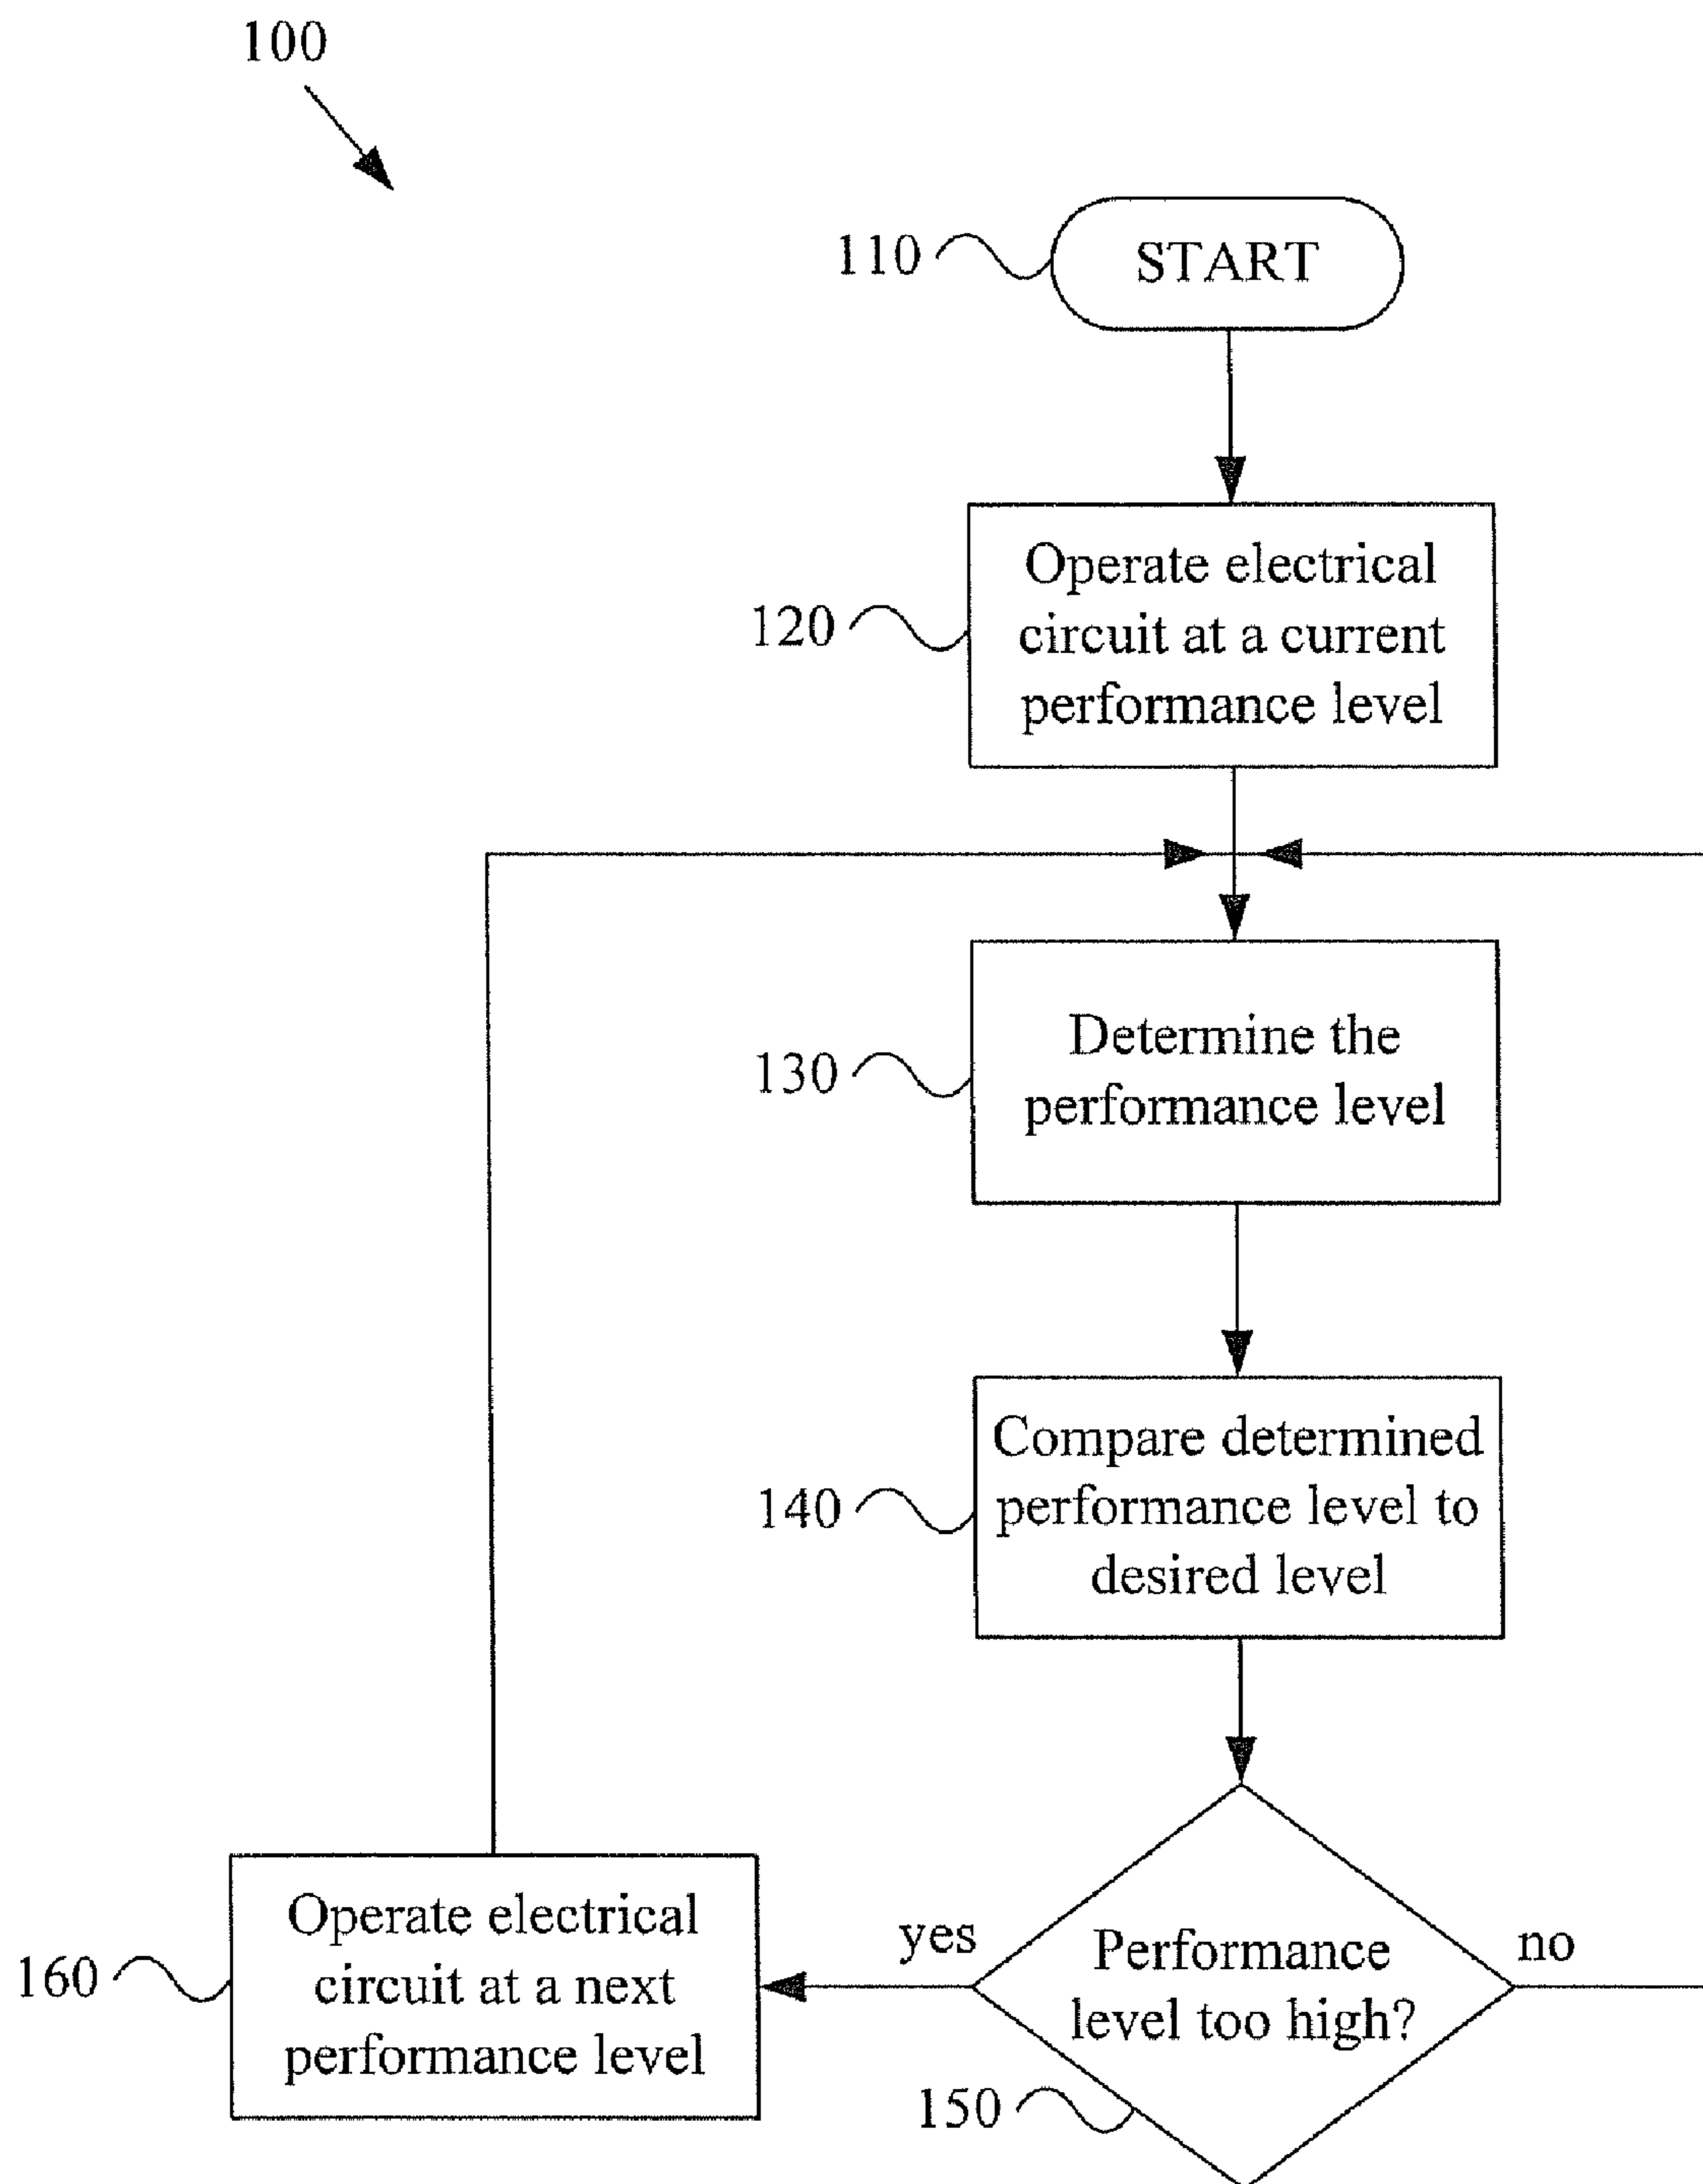 100
110
START
120
Operate electrical
circuit at a current
performance level
130
Determine the
performance level
140
Compare determined
performance level to
desired level
160
Operate electrical
circuit at a next
performance level
yes
Performance
level too high?
no
150